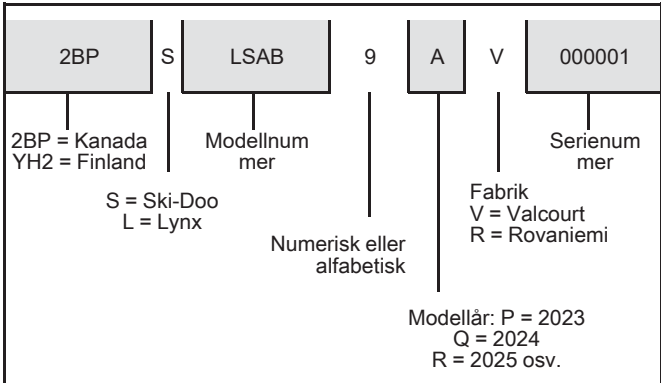 2BP S LSAB 9 A V 000001
2BP = Kanada
YH2 = Finland
Modellnum
mer
Serienum
mer
S = Ski-Doo
L = Lynx
Fabrik
V = Valcourt
R = Rovaniemi
Numerisk eller
alfabetisk
Modellår: P = 2023
Q = 2024
R = 2025 osv.